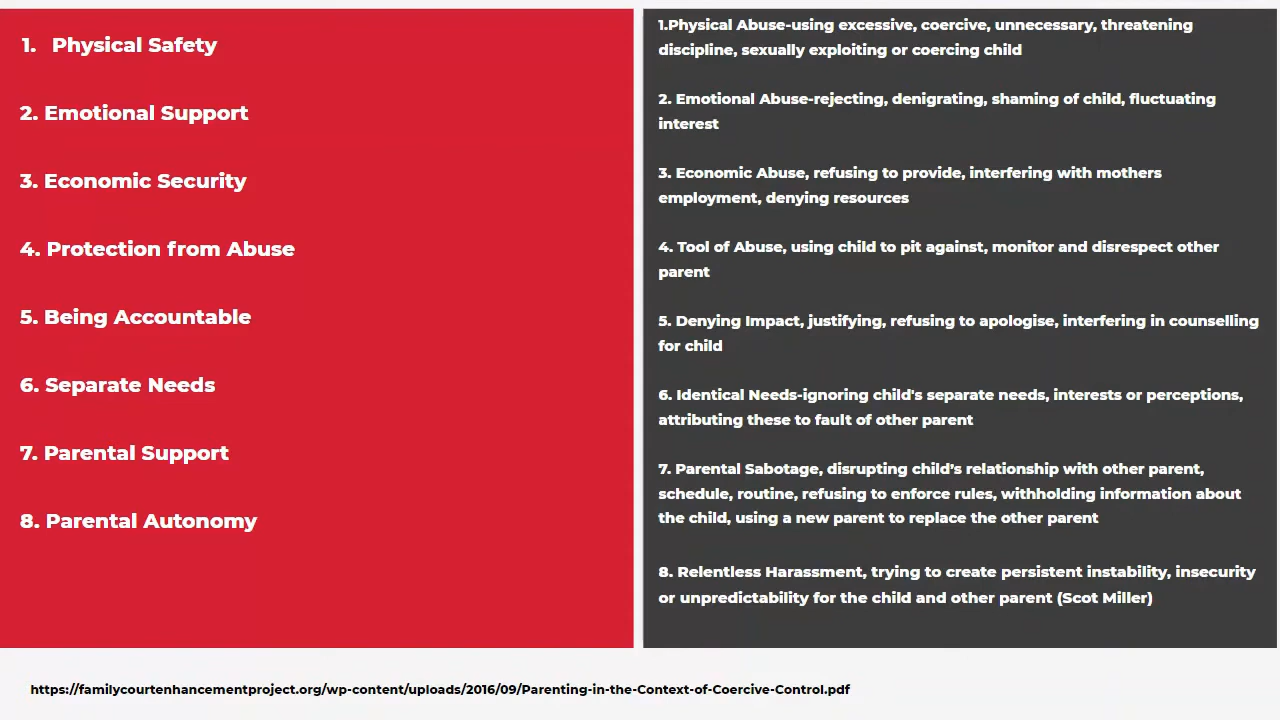 1. Physical Safety
2. Emotional Support
3. Economic Security
4. Protection from Abuse
5. Being Accountable
6. Separate Needs
7. Parental Support
8. Parental Autonomy
1.Physical Abuse-using excessive, coercive, unnecessary, threatening
discipline, sexually exploiting or coercing child
2. Emotional Abuse-rejecting, denigrating, shaming of child, fluctuating
interest
3. Economic Abuse, refusing to provide, interfering with mothers
employment, denying resources
4. Tool of Abuse, using child to pit against, monitor and disrespect other
parent
5. Denying Impact, justifying, refusing to apologise, interfering in counselling
for child
6. Identical Needs-ignoring child's separate needs, interests or perceptions,
attributing these to fault of other parent
7. Parental Sabotage, disrupting child's relationship with other parent,
schedule, routine, refusing to enforce rules, withholding information about
the child, using a new parent to replace the other parent
8. Relentless Harassment, trying to create persistent instability, insecurity
or unpredictability for the child and other parent (Scot Miller)
https://familycourtenhancementproject.org/wp-content/uploads/2016/09/Parenting-in-the-Context-of-Coercive-Control.pdf